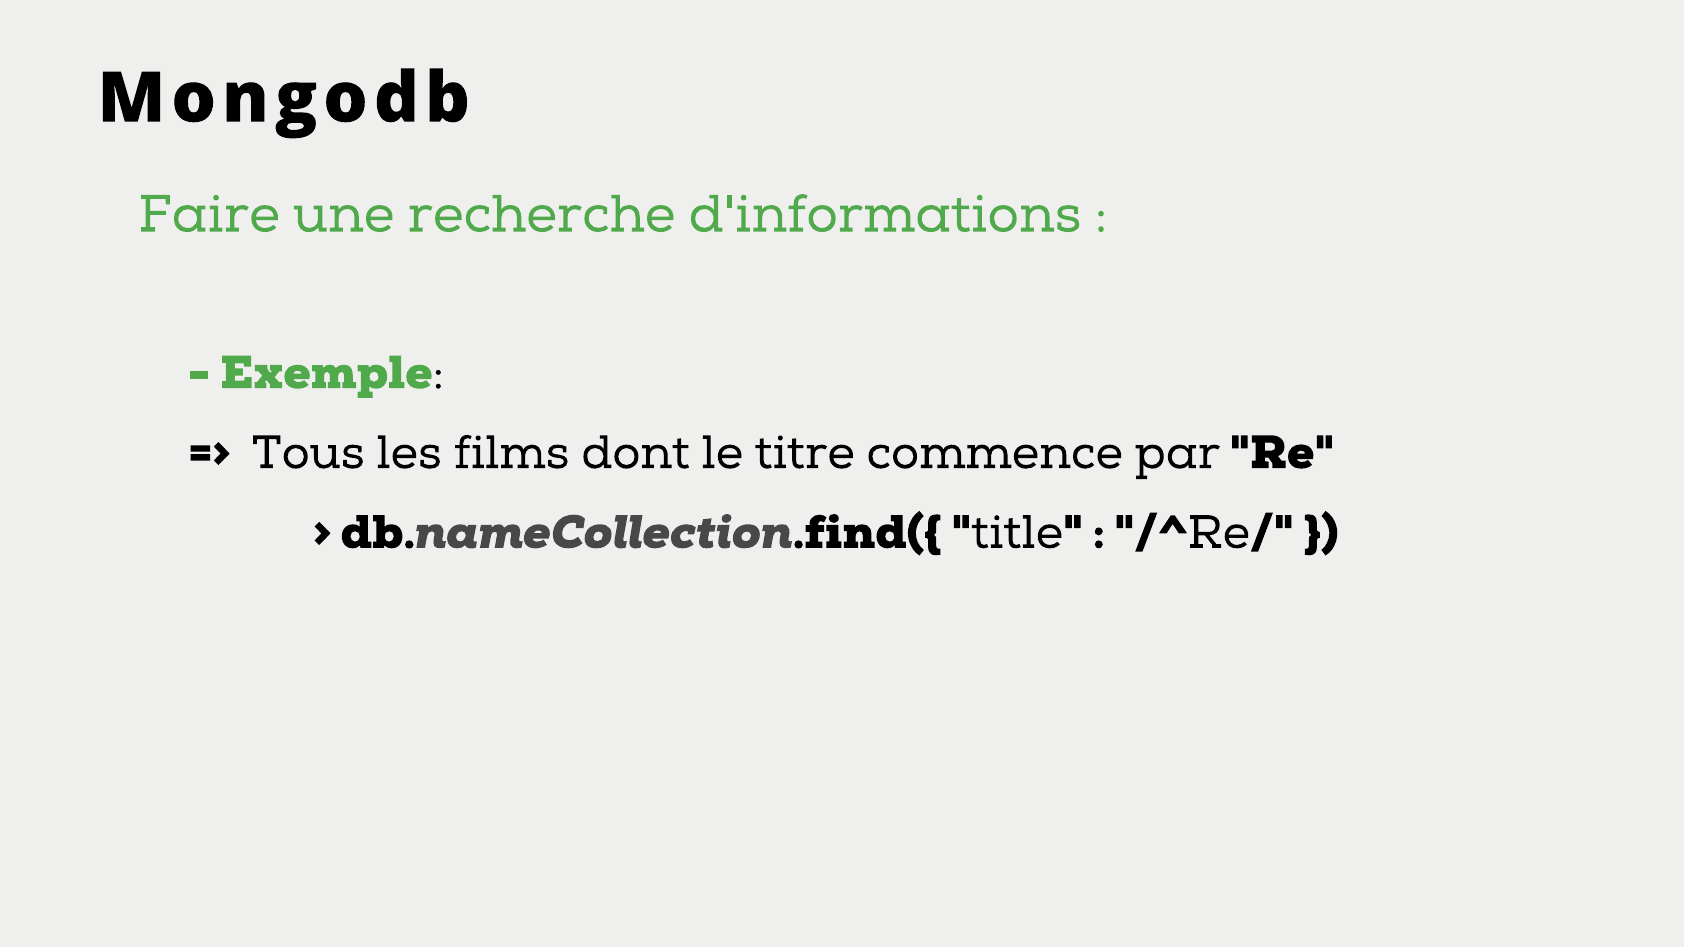 Mongodb
Faire une recherche d'informations :
- Exemple:
=> Tous les films dont le titre commence par "Re"
> db.nameCollection.find({ "title" : "/^Re/" })